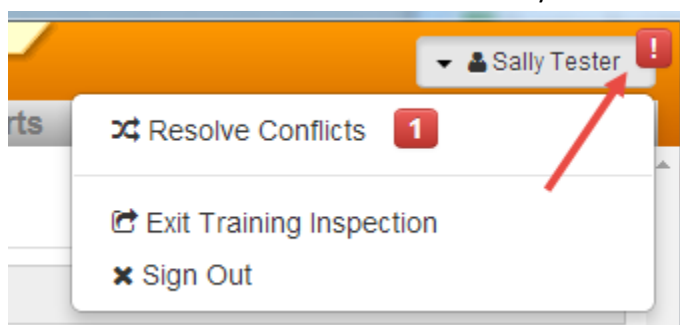 Sally Tester !
rts
Resolve Conflicts 1
Exit Training Inspection
Sign Out